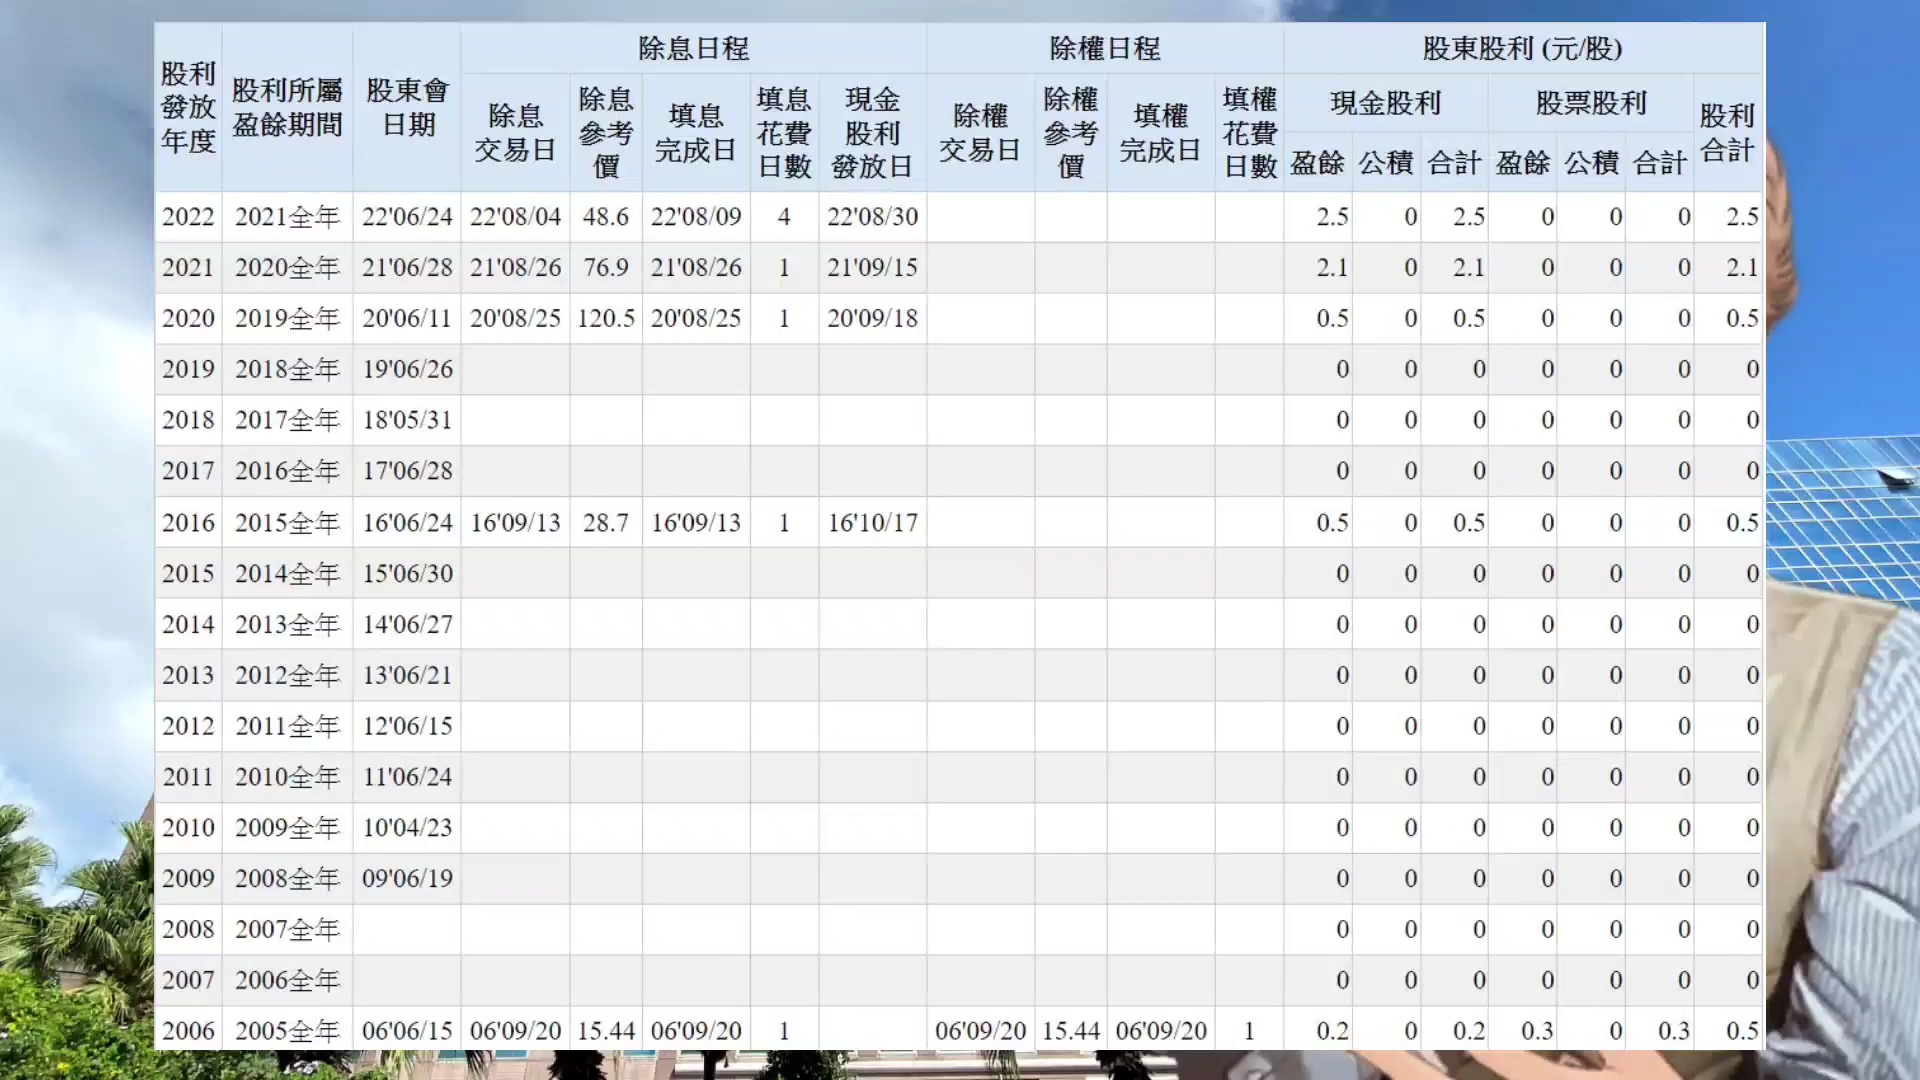 除息日程 除權日程 股東股利 (元/股)
股利發放年度 股利所屬盈餘期間 股東會日期 除息交易日 除息參考價 填息完成日 填息花費日數 現金股利發放日 除權交易日 除權參考價 填權完成日 填權花費日數 現金股利 股票股利 股利合計
盈餘 公積 合計 盈餘 公積 合計
2022 2021全年 22'06/24 22'08/04 48.6 22'08/09 4 22'08/30 2.5 0 2.5 0 0 0 2.5
2021 2020全年 21'06/28 21'08/26 76.9 21'08/26 1 21'09/15 2.1 0 2.1 0 0 0 2.1
2020 2019全年 20'06/11 20'08/25 120.5 20'08/25 1 20'09/18 0.5 0 0.5 0 0 0 0.5
2019 2018全年 19'06/26 0 0 0 0 0 0 0
2018 2017全年 18'05/31 0 0 0 0 0 0 0
2017 2016全年 17'06/28 0 0 0 0 0 0 0
2016 2015全年 16'06/24 16'09/13 28.7 16'09/13 1 16'10/17 0.5 0 0.5 0 0 0 0.5
2015 2014全年 15'06/30 0 0 0 0 0 0 0
2014 2013全年 14'06/27 0 0 0 0 0 0 0
2013 2012全年 13'06/21 0 0 0 0 0 0 0
2012 2011全年 12'06/15 0 0 0 0 0 0 0
2011 2010全年 11'06/24 0 0 0 0 0 0 0
2010 2009全年 10'04/23 0 0 0 0 0 0 0
2009 2008全年 09'06/19 0 0 0 0 0 0 0
2008 2007全年 0 0 0 0 0 0 0
2007 2006全年 0 0 0 0 0 0 0
2006 2005全年 06'06/15 06'09/20 15.44 06'09/20 1 06'09/20 15.44 06'09/20 1 0.2 0 0.2 0.3 0 0.3 0.5